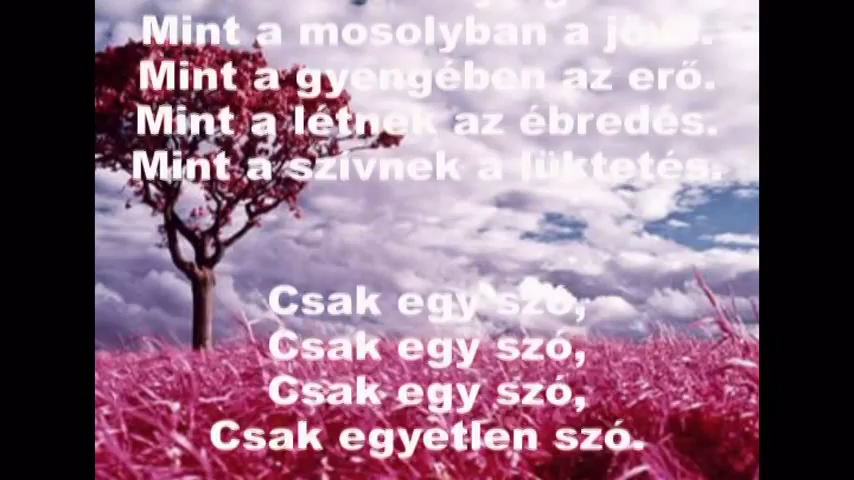 Mint a mosolyban a
Mint a gyengében az erő.
Mint a létnek az ébredés.
Mint a szívnek a lüktetés.
Csak egy szó,
Csak egy szó,
Csak egy szó,
Csak egyetlen szó.